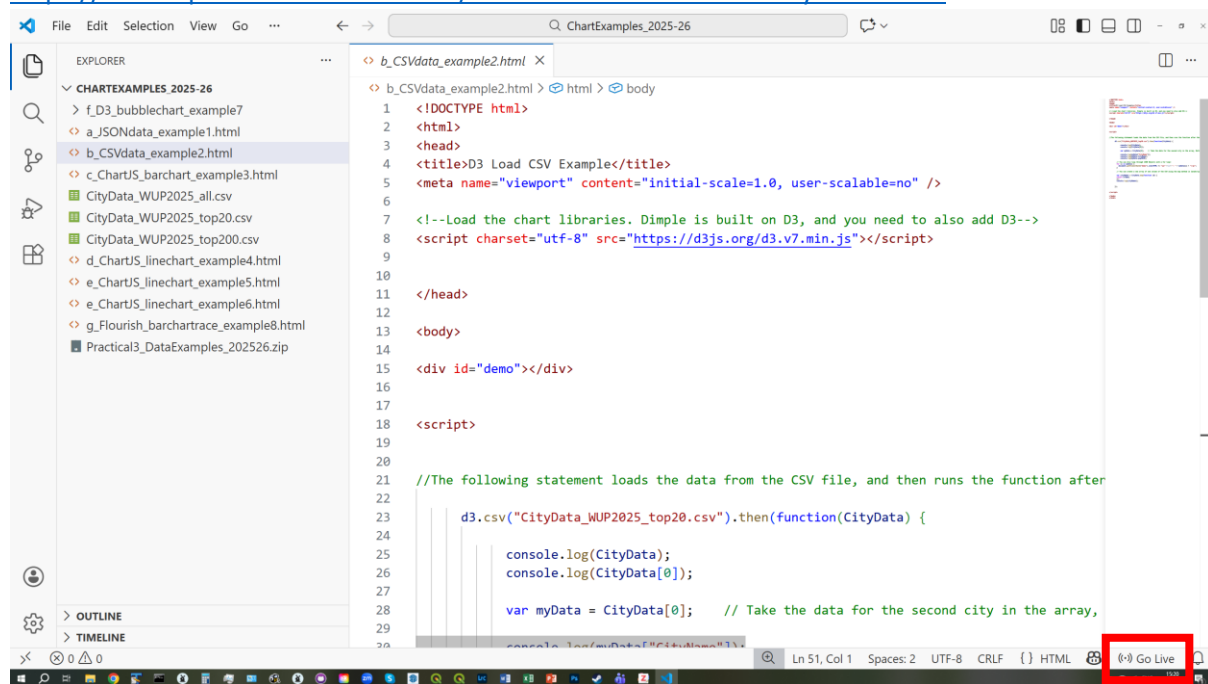 File Edit Selection View Go ··· ChartExamples_2025-26
EXPLORER ···
CHARTEXAMPLES_2025-26
f_D3_bubblechart_example7
a_JSONdata_example1.html
b_CSVdata_example2.html
c_ChartJS_barchart_example3.html
CityData_WUP2025_all.csv
CityData_WUP2025_top20.csv
CityData_WUP2025_top200.csv
d_ChartJS_linechart_example4.html
e_ChartJS_linechart_example5.html
e_ChartJS_linechart_example6.html
g_Flourish_barchartrace_example8.html
Practical3_DataExamples_202526.zip
OUTLINE
TIMELINE
b_CSVdata_example2.html
b_CSVdata_example2.html > html > body
1 <!DOCTYPE html>
2 <html>
3 <head>
4 <title>D3 Load CSV Example</title>
5 <meta name="viewport" content="initial-scale=1.0, user-scalable=no" />
6
7 <!--Load the chart libraries. Dimple is built on D3, and you need to also add D3-->
8 <script charset="utf-8" src="https://d3js.org/d3.v7.min.js"></script>
9
10
11 </head>
12
13 <body>
14
15 <div id="demo"></div>
16
17
18 <script>
19
20
21 //The following statement loads the data from the CSV file, and then runs the function after
22
23 d3.csv("CityData_WUP2025_top20.csv").then(function(CityData) {
24
25 console.log(CityData);
26 console.log(CityData[0]);
27
28 var myData = CityData[0]; // Take the data for the second city in the array,
29
30 console.log(myData["CityName"]);
0 0 Ln 51, Col 1 Spaces: 2 UTF-8 CRLF {} HTML Go Live